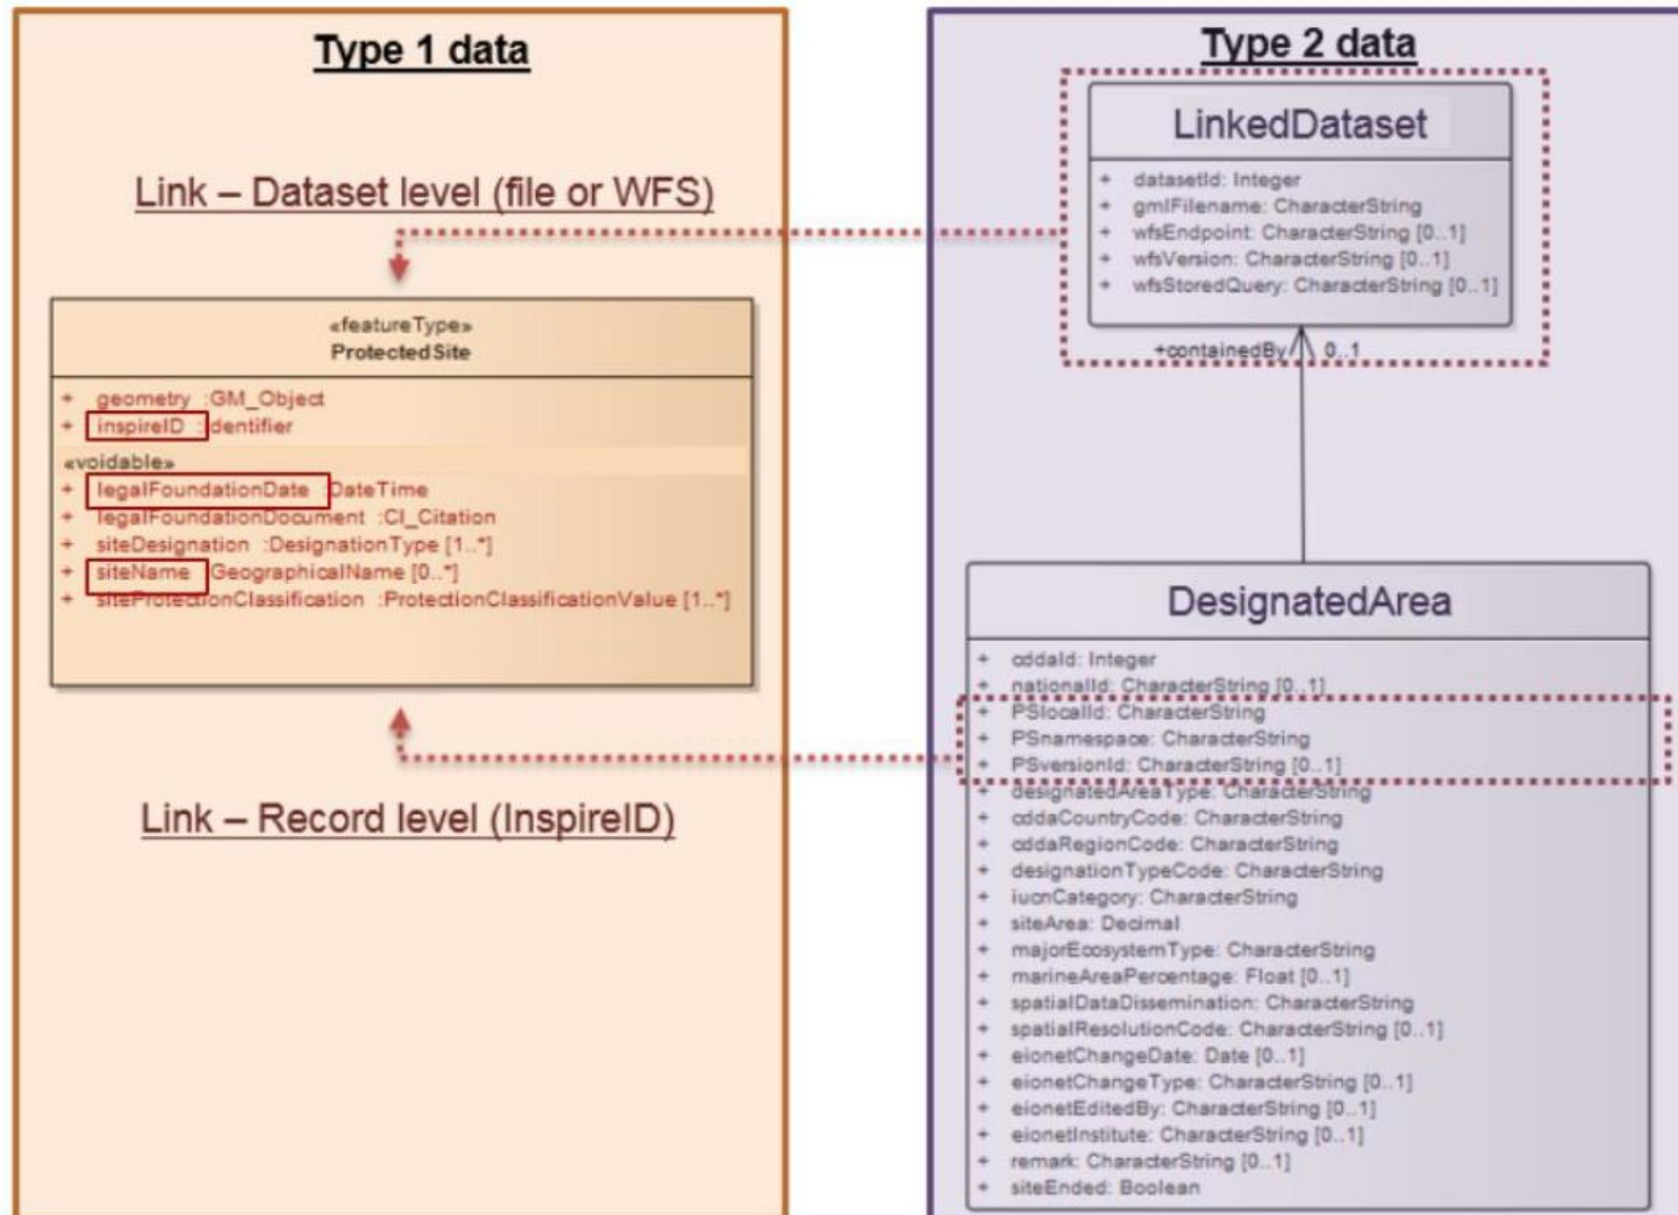 Type 1 data
Link – Dataset level (file or WFS)
«featureType»
ProtectedSite
+ geometry :GM_Object
+ inspireID :Identifier
«voidable»
+ legalFoundationDate :DateTime
+ legalFoundationDocument :CI_Citation
+ siteDesignation :DesignationType [1..*]
+ siteName GeographicalName [0..*]
+ siteProtectionClassification :ProtectionClassificationValue [1..*]
Link – Record level (InspireID)
Type 2 data
LinkedDataset
+ datasetId: Integer
+ gmlFilename: CharacterString
+ wfsEndpoint: CharacterString [0..1]
+ wfsVersion: CharacterString [0..1]
+ wfsStoredQuery: CharacterString [0..1]
+containedBy 0..1
DesignatedArea
+ cddaId: Integer
+ nationalId: CharacterString [0..1]
+ PSlocalId: CharacterString
+ PSnamespace: CharacterString
+ PSversionId: CharacterString [0..1]
+ designatedAreaType: CharacterString
+ cddaCountryCode: CharacterString
+ cddaRegionCode: CharacterString
+ designationTypeCode: CharacterString
+ iucnCategory: CharacterString
+ siteArea: Decimal
+ majorEcosystemType: CharacterString
+ marineAreaPercentage: Float [0..1]
+ spatialDataDissemination: CharacterString
+ spatialResolutionCode: CharacterString [0..1]
+ eionetChangeDate: Date [0..1]
+ eionetChangeType: CharacterString [0..1]
+ eionetEditedBy: CharacterString [0..1]
+ eionetInstitute: CharacterString [0..1]
+ remark: CharacterString [0..1]
+ siteEnded: Boolean